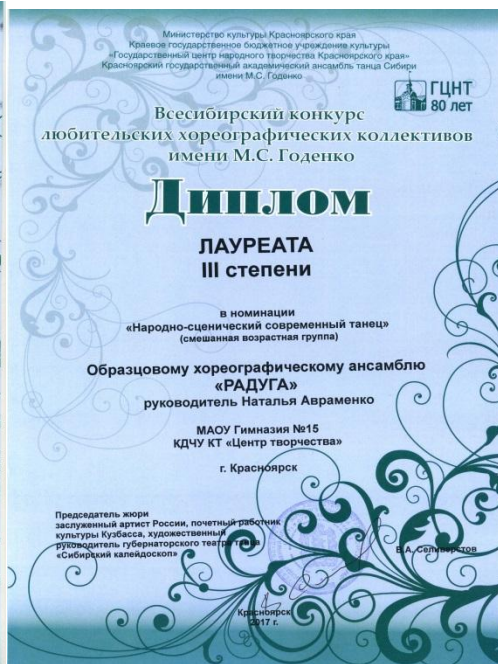 Министерство культуры Красноярского края
Краевое государственное бюджетное учреждение культуры
«Государственный центр народного творчества Красноярского края»
Красноярский государственный академический ансамбль танца Сибири
имени М.С. Годенко
ГЦНТ
80 лет
Всесибирский конкурс
любительских хореографических коллективов
имени М.С. Годенко
Диплом
ЛАУРЕАТА
III степени
в номинации
«Народно-сценический современный танец»
(смешанная возрастная группа)
Образцовому хореографическому ансамблю
«РАДУГА»
руководитель Наталья Авраменко
МАОУ Гимназия №15
КДЧУ КТ «Центр творчества»
г. Красноярск
Председатель жюри
заслуженный артист России, почетный работник
культуры Кузбасса, художественный
руководитель губернаторского театра танца
«Сибирский калейдоскоп»
В.А. Селиверстов
Красноярск
2017 г.